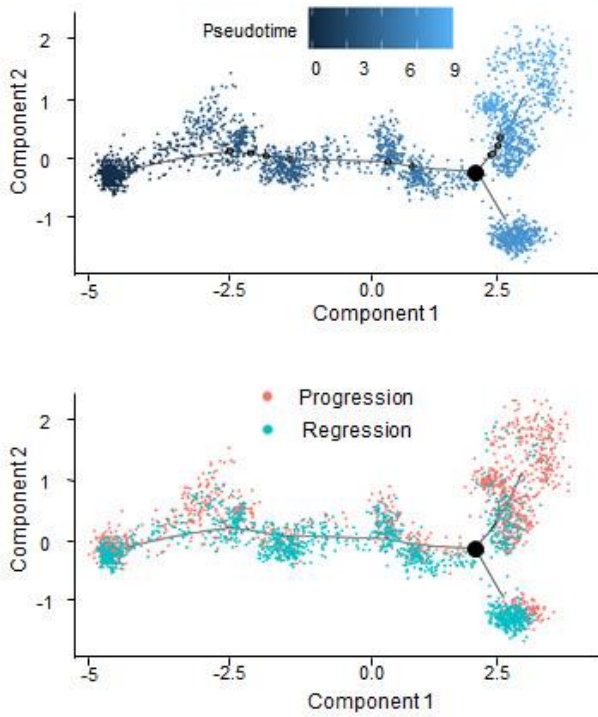 Pseudotime
0 3 6 9
2
1
0
-1
Component 2
-5 -2.5 0.0 2.5
Component 1
Progression
Regression
2
1
0
-1
Component 2
-5 -2.5 0.0 2.5
Component 1